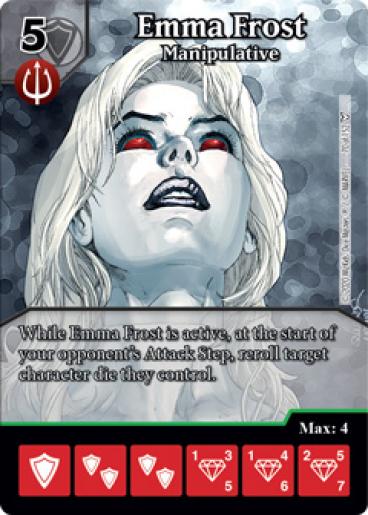 5
Emma Frost
Manipulative
While Emma Frost is active, at the start of
your opponent's Attack Step, reroll target
character die they control.
Max: 4
1 3
5
1 4
6
2 5
7